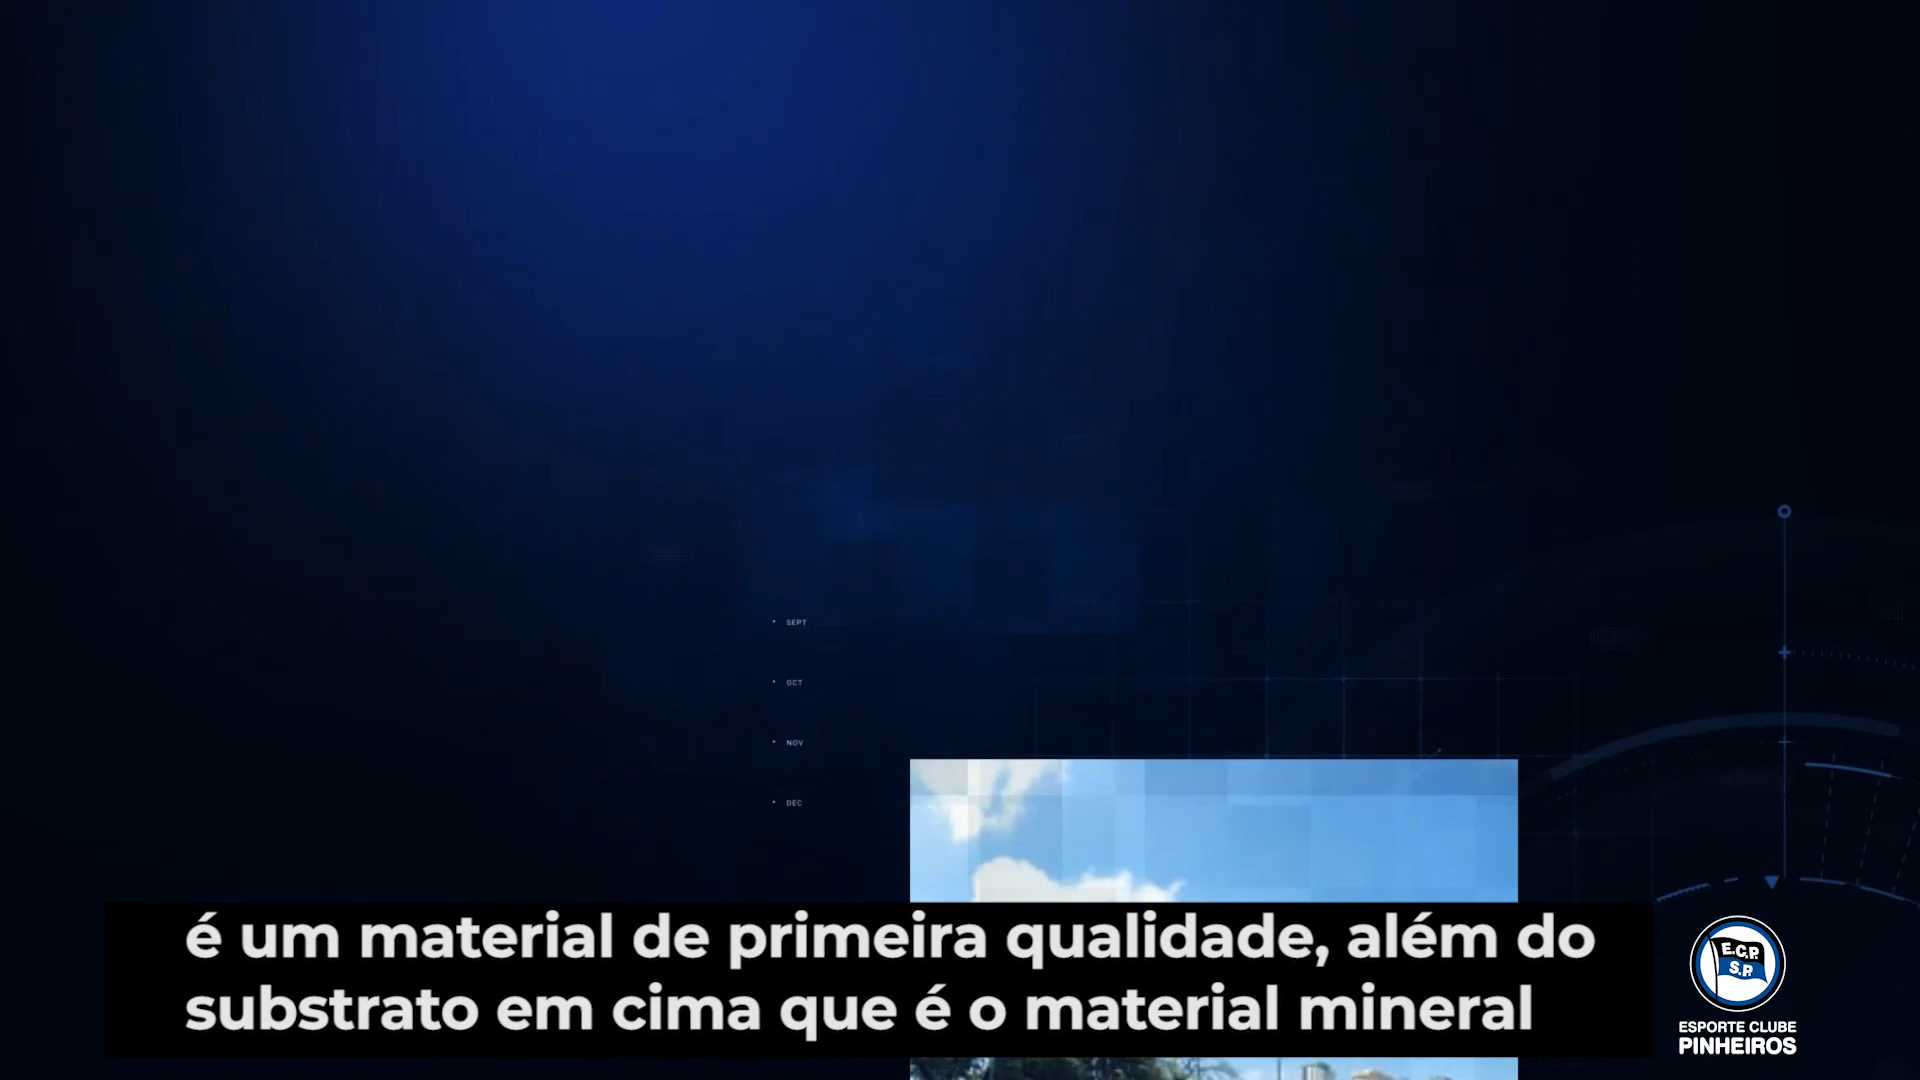 SEPT
OCT
NOV
DEC
é um material de primeira qualidade, além do
substrato em cima que é o material mineral
E.C.P.
S.P.
ESPORTE CLUBE
PINHEIROS